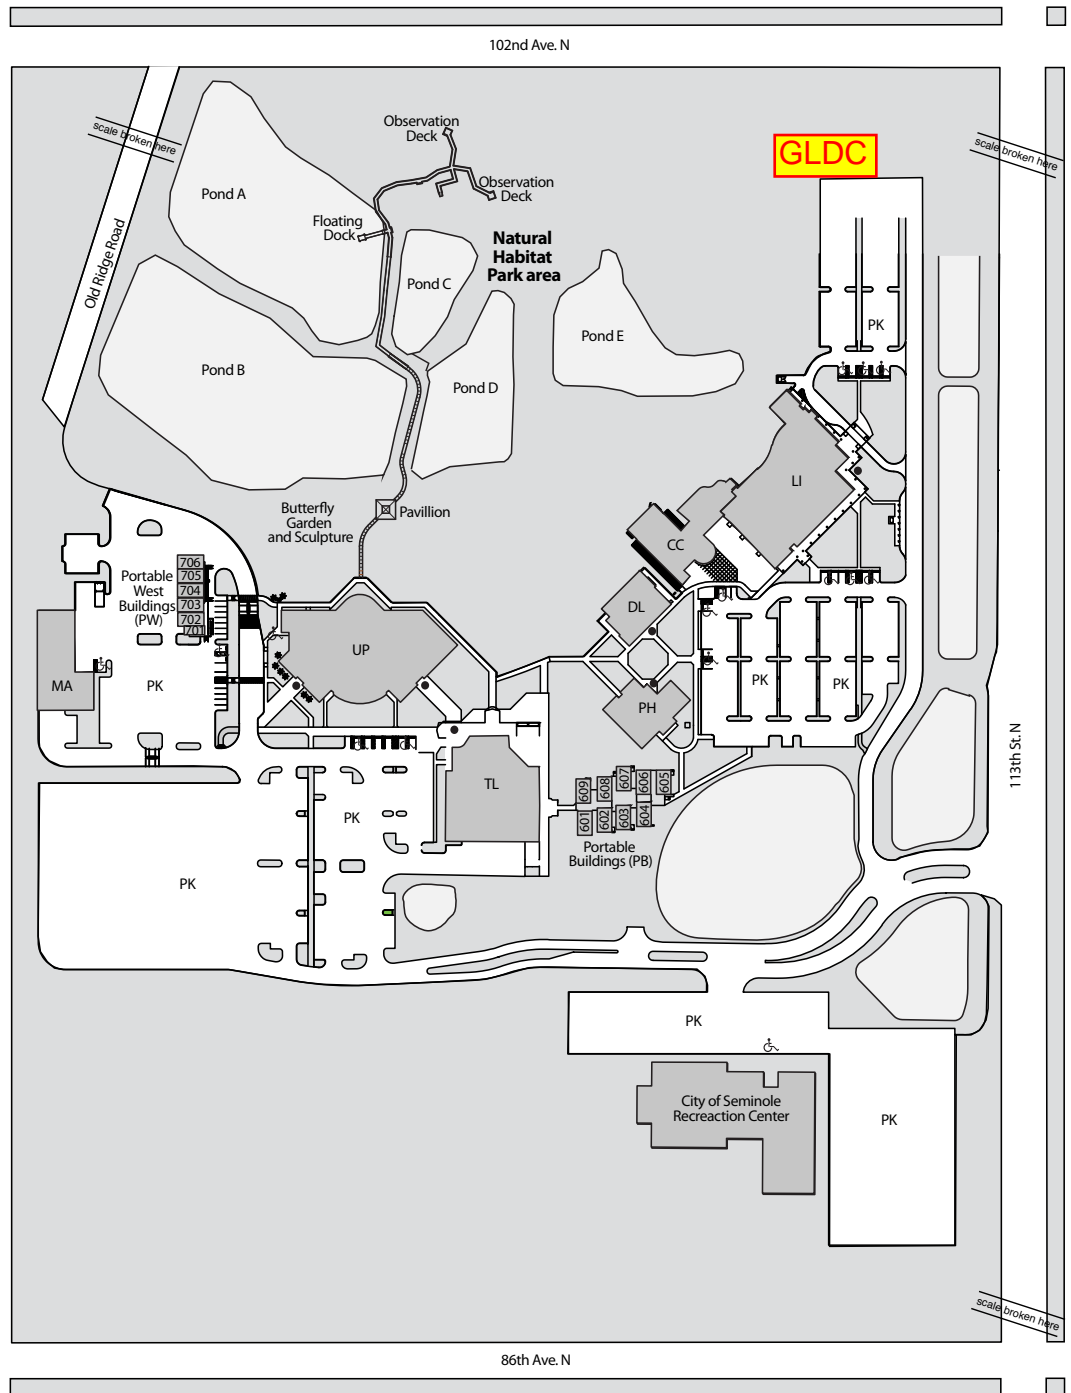 102nd Ave. N
scale broken here
Observation
Deck
GLDC
scale broken here
Pond A
Observation
Deck
Floating
Dock
Natural
Habitat
Park area
Old Ridge Road
Pond C
Pond E
PK
Pond B
Pond D
LI
Butterfly
Garden
and Sculpture
Pavillion
CC
706
705
704
703
702
701
Portable
West
Buildings
(PW)
DL
UP
MA
PK
PK
PK
PH
113th St. N
TL
609
608
607
606
605
601
602
603
604
PK
Portable
Buildings (PB)
PK
PK
City of Seminole
Recreaction Center
PK
scale broken here
86th Ave. N